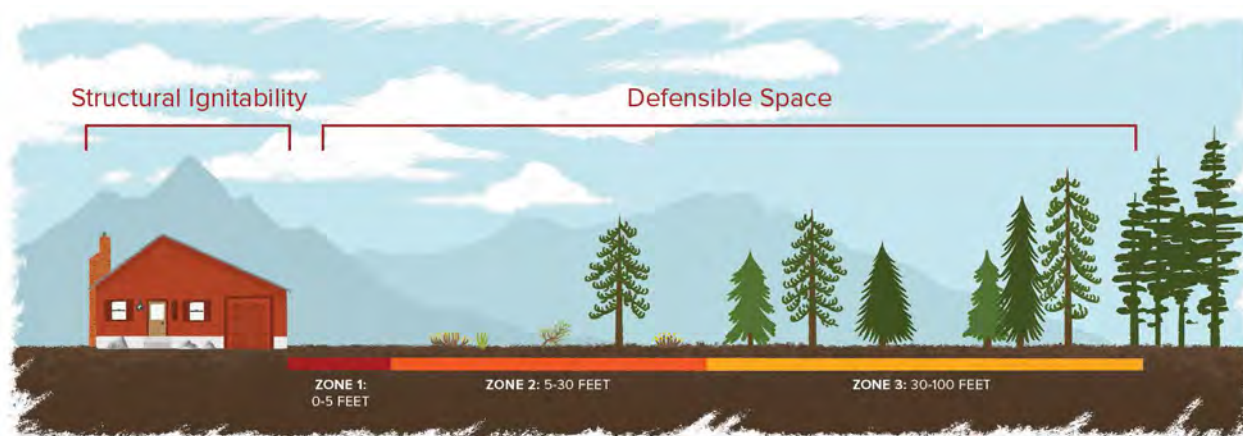 Structural Ignitability
Defensible Space
ZONE 1:
0-5 FEET
ZONE 2: 5-30 FEET
ZONE 3: 30-100 FEET